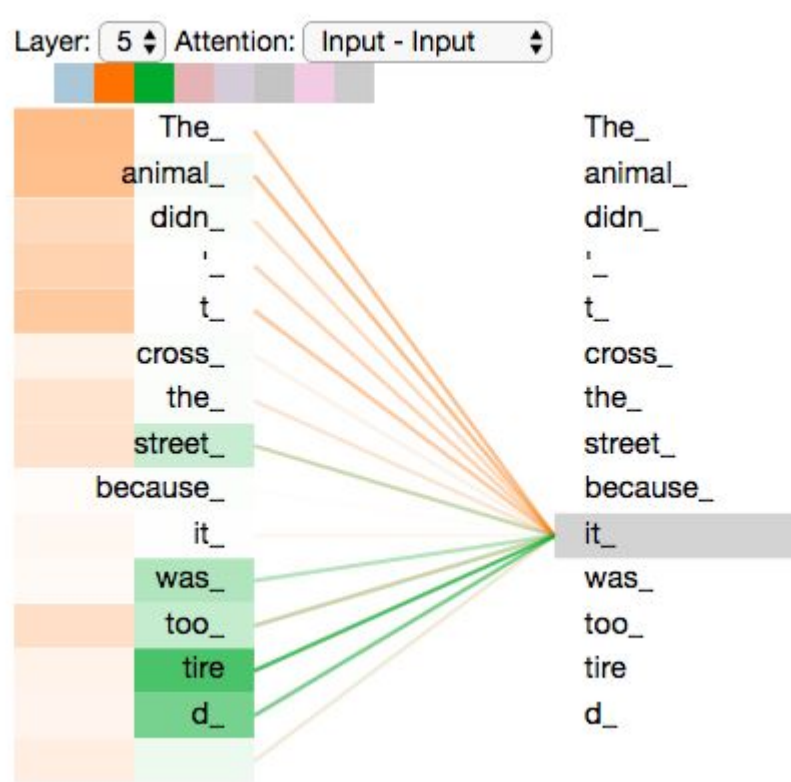 Layer: 5 Attention: Input - Input
The_ The_
animal_ animal_
didn_ didn_
'_ '_
t_ t_
cross_ cross_
the_ the_
street_ street_
because_ because_
it_ it_
was_ was_
too_ too_
tire tire
d_ d_